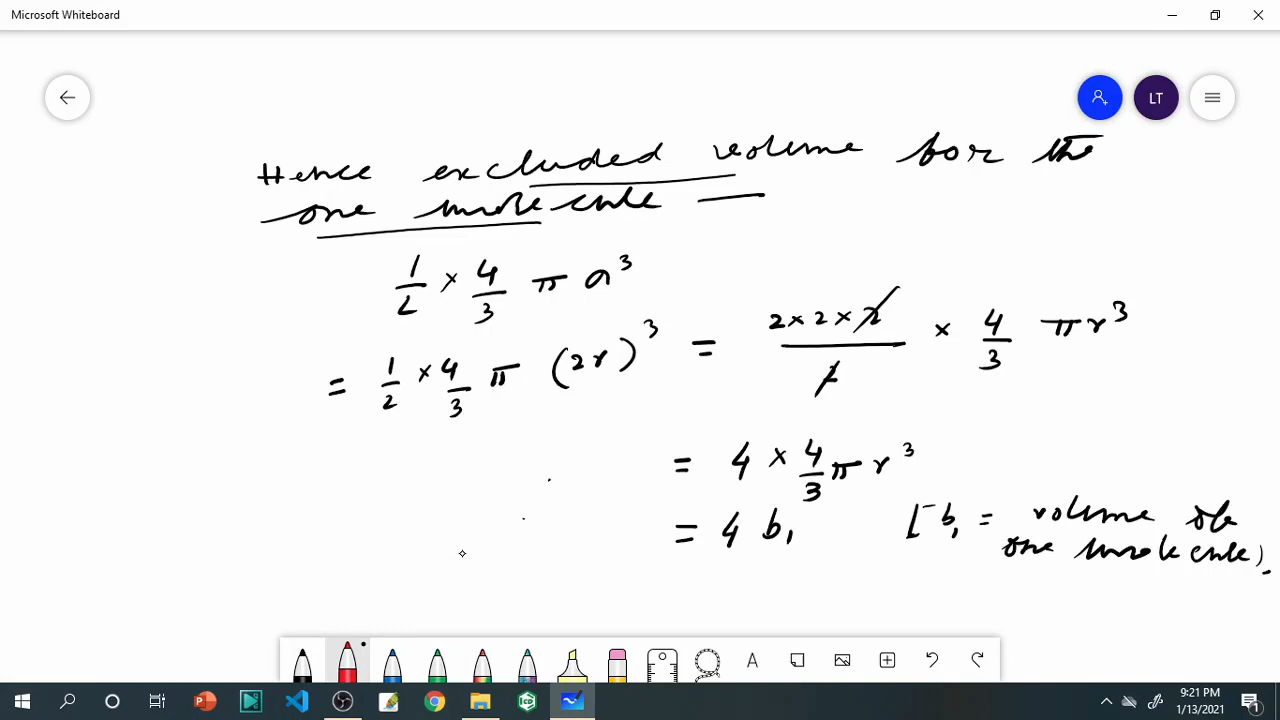 Microsoft Whiteboard
LT
Hence excluded volume for the
one molecule —
1/2 × 4/3 π σ³
= 1/2 × 4/3 π (2r)³ = 2×2×2/2 × 4/3 πr³
= 4 × 4/3 πr³
= 4 b₁ [b₁ = volume of
one molecule).
A
9:21 PM
1/13/2021
1